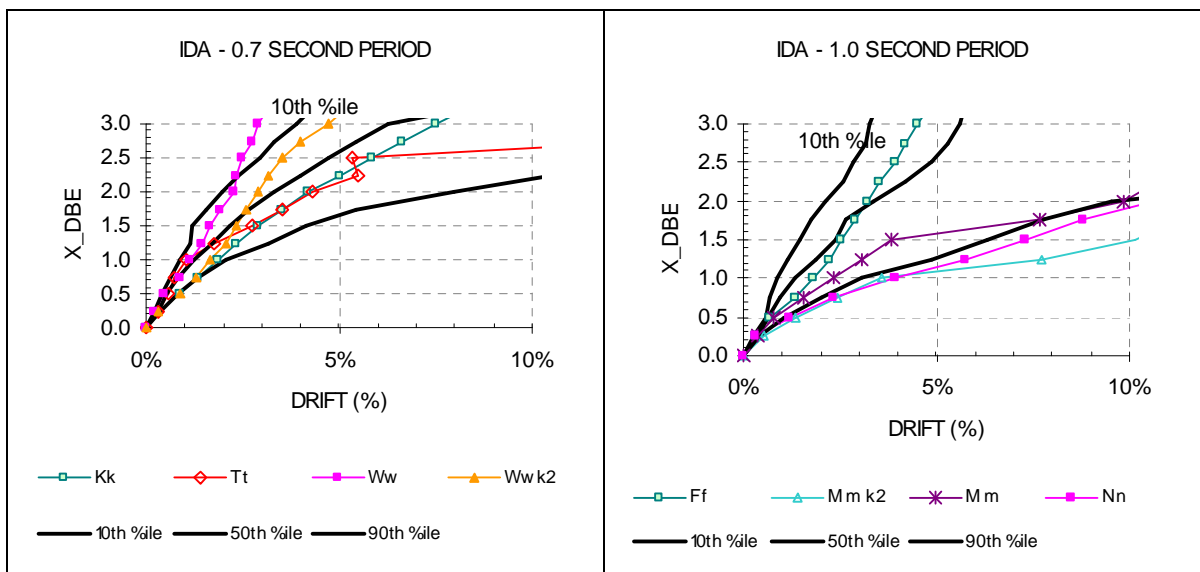 IDA - 0.7 SECOND PERIOD
10th %ile
3.0
2.5
2.0
1.5
1.0
0.5
0.0
X_DBE
0%
5%
10%
DRIFT (%)
Kk
Tt
Ww
Ww k2
10th %ile
50th %ile
90th %ile
IDA - 1.0 SECOND PERIOD
10th %ile
3.0
2.5
2.0
1.5
1.0
0.5
0.0
X_DBE
0%
5%
10%
DRIFT (%)
Ff
Mm k2
Mm
Nn
10th %ile
50th %ile
90th %ile